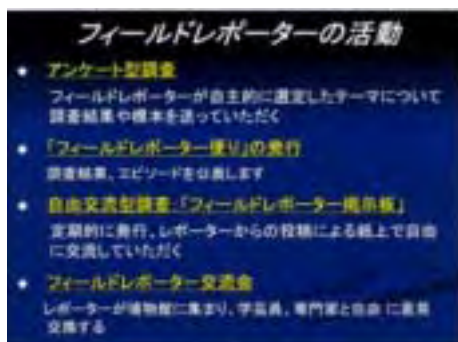 フィールドレポーターの活動
● アンケート型調査
フィールドレポーターが自主的に選定したテーマについて
調査結果や標本を送っていただく
● 「フィールドレポーター便り」の発行
調査結果、エピソードを公表します
● 自由交流型調査「フィールドレポーター掲示板」
定期的に発行、レポーターからの投稿による紙上で自由
に交流していただく
● フィールドレポーター交流会
レポーターが博物館に集まり、学芸員、専門家と自由に意見
交換する